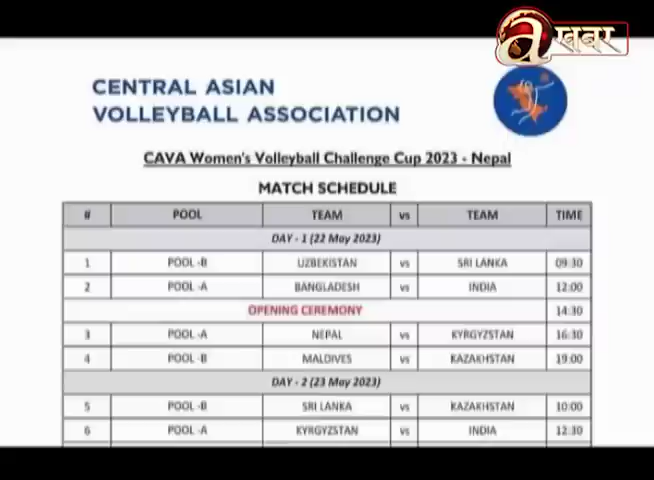 aखबर
CENTRAL ASIAN
VOLLEYBALL ASSOCIATION
CAVA Women's Volleyball Challenge Cup 2023 - Nepal
MATCH SCHEDULE
# POOL TEAM vs TEAM TIME
DAY - 1 (22 May 2023)
1 POOL -B UZBEKISTAN vs SRI LANKA 09:30
2 POOL -A BANGLADESH vs INDIA 12:00
OPENING CEREMONY 14:30
3 POOL -A NEPAL vs KYRGYZSTAN 16:30
4 POOL -B MALDIVES vs KAZAKHSTAN 19:00
DAY - 2 (23 May 2023)
5 POOL -B SRI LANKA vs KAZAKHSTAN 10:00
6 POOL -A KYRGYZSTAN vs INDIA 12:30